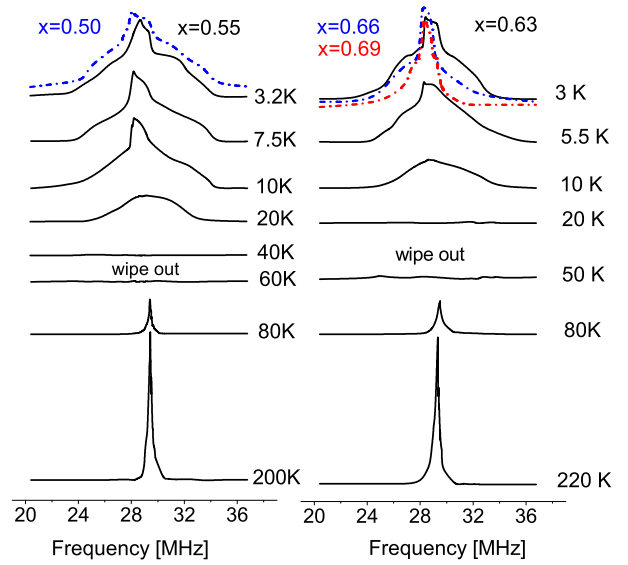 x=0.50
x=0.55
3.2K
7.5K
10K
20K
40K
wipe out
60K
80K
200K
20 24 28 32 36
Frequency [MHz]
x=0.66
x=0.63
x=0.69
3 K
5.5 K
10 K
20 K
wipe out
50 K
80K
220 K
20 24 28 32 36
Frequency [MHz]